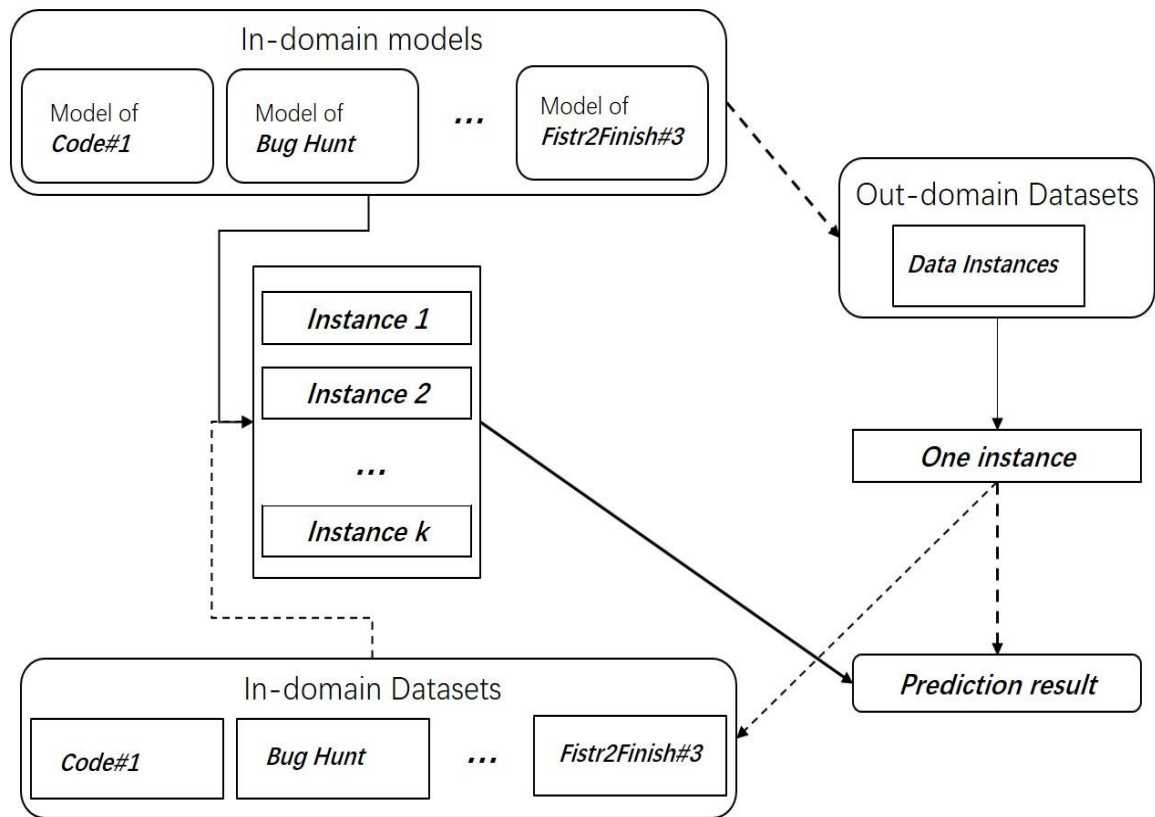 In-domain models
Model of
Code#1
Model of
Bug Hunt
...
Model of
Fistr2Finish#3
Out-domain Datasets
Data Instances
Instance 1
Instance 2
...
Instance k
One instance
Prediction result
In-domain Datasets
Code#1
Bug Hunt
...
Fistr2Finish#3